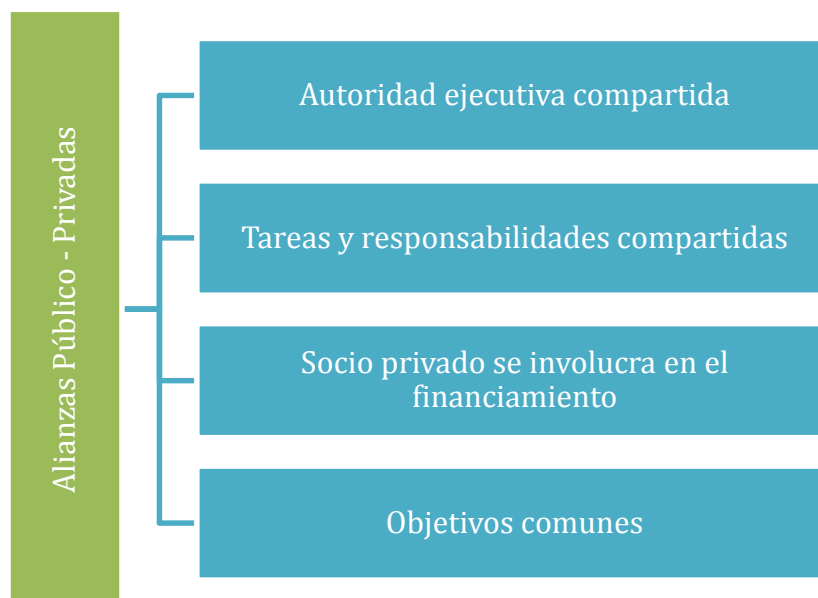 Alianzas Público - Privadas
Autoridad ejecutiva compartida
Tareas y responsabilidades compartidas
Socio privado se involucra en el
financiamiento
Objetivos comunes